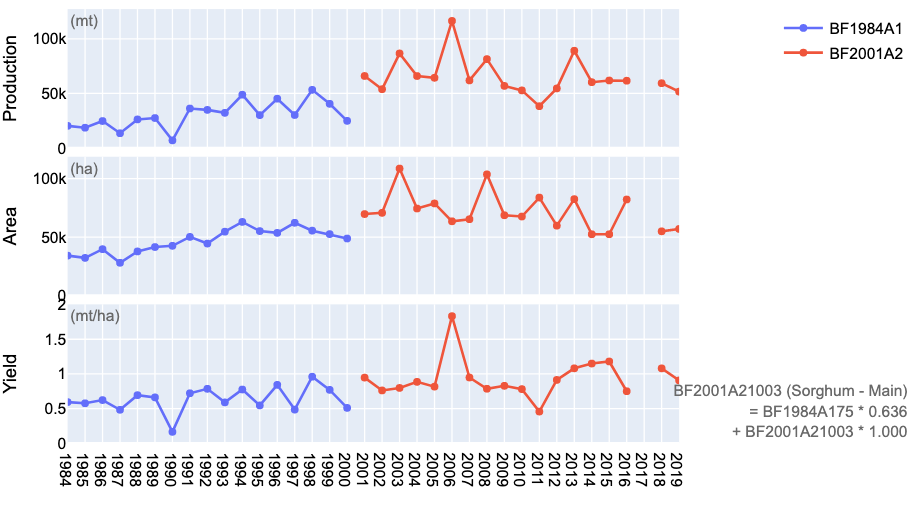 (mt)
100k
50k
0
Production
BF1984A1
BF2001A2
(ha)
100k
50k
0
Area
(mt/ha)
2
1.5
1
0.5
0
Yield
BF2001A21003 (Sorghum - Main)
= BF1984A175 * 0.636
+ BF2001A21003 * 1.000
1984
1985
1986
1987
1988
1989
1990
1991
1992
1993
1994
1995
1996
1997
1998
1999
2000
2001
2002
2003
2004
2005
2006
2007
2008
2009
2010
2011
2012
2013
2014
2015
2016
2017
2018
2019